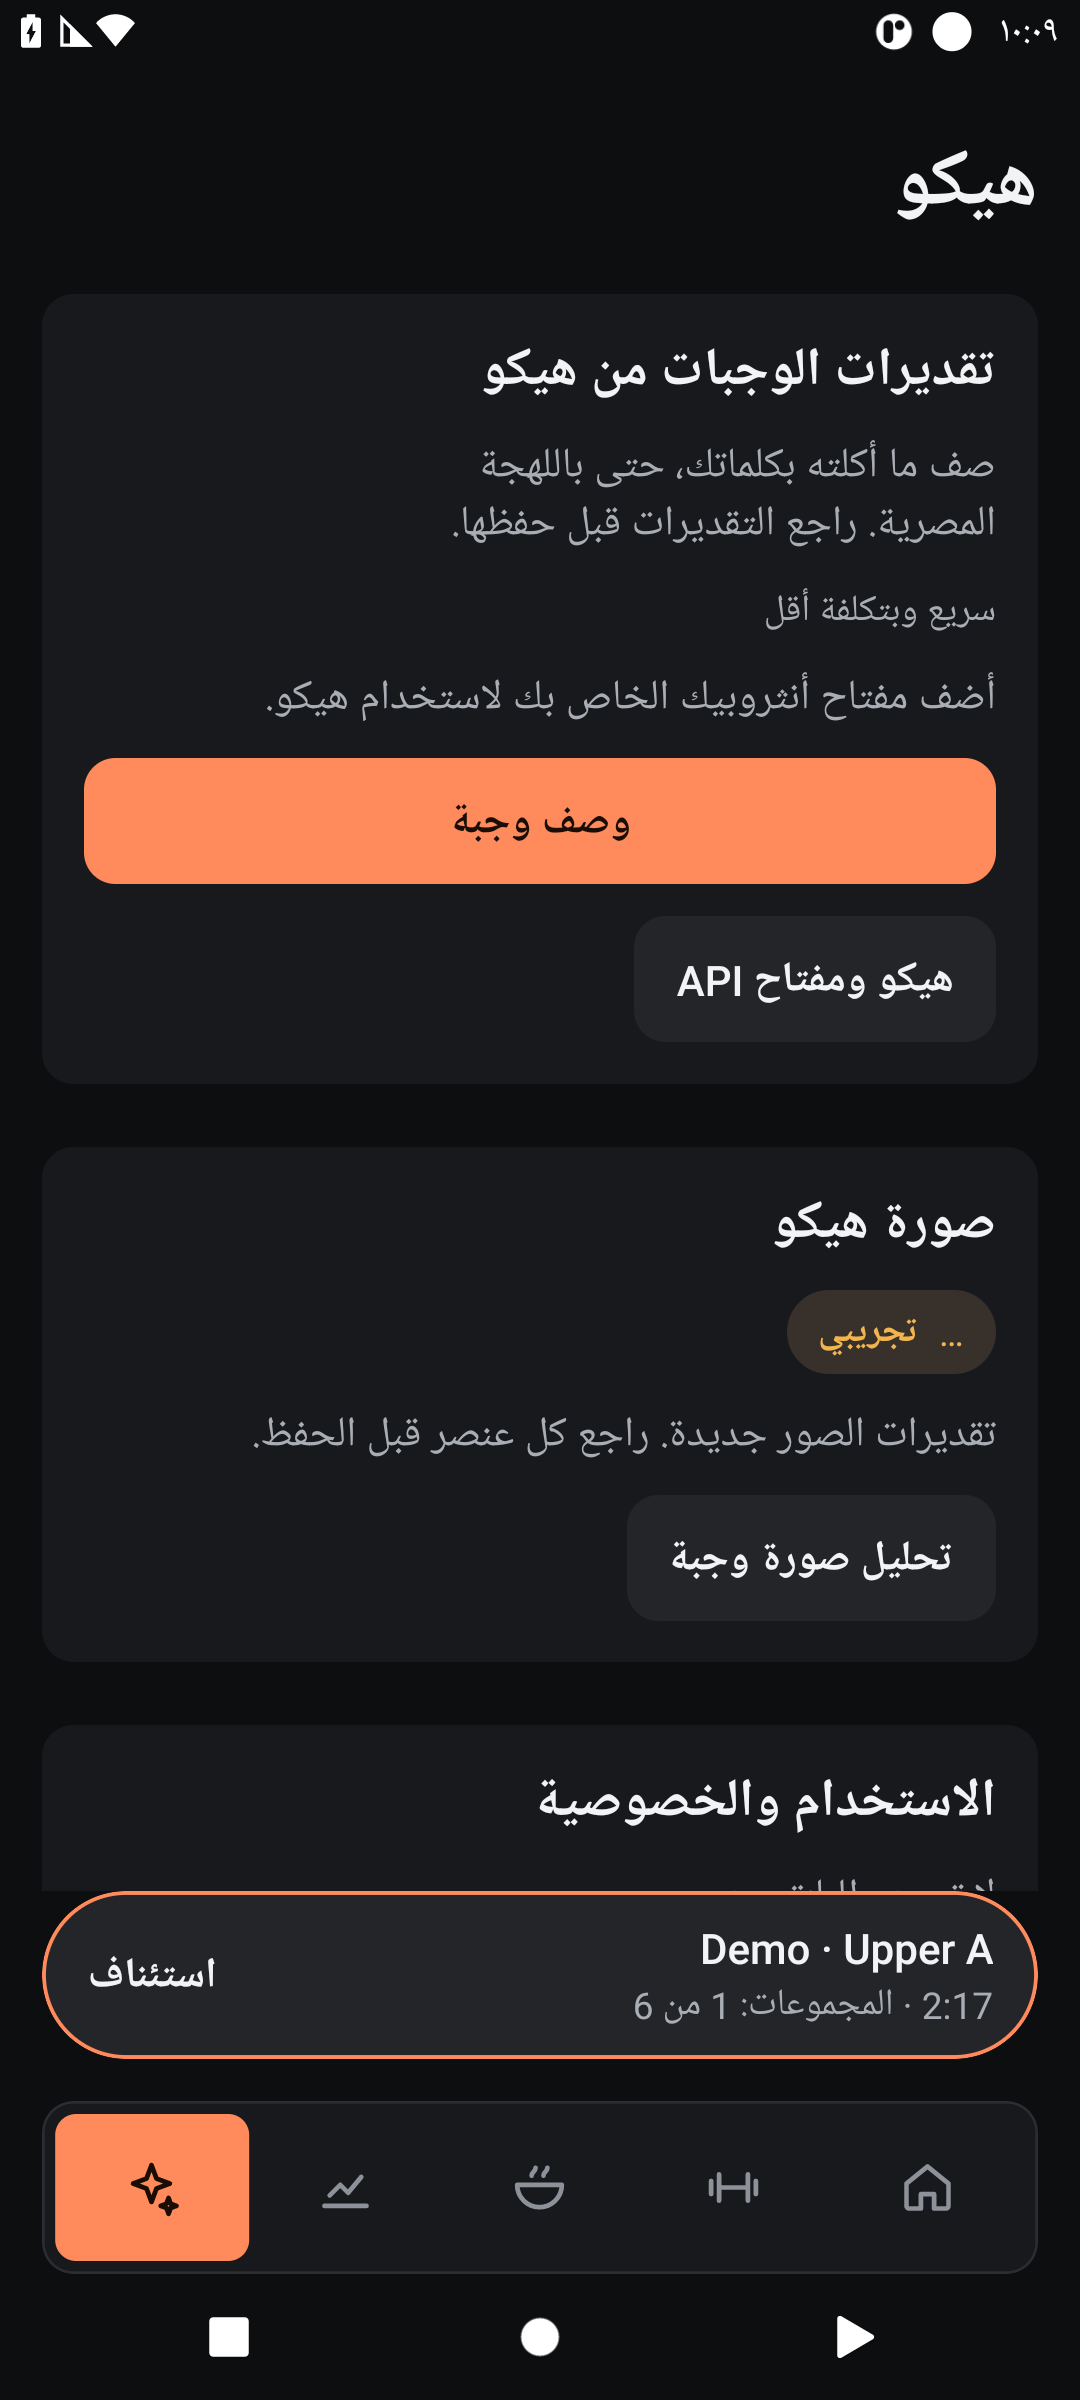 ١٠:٠٩
هيكو
تقديرات الوجبات من هيكو
صف ما أكلته بكلماتك، حتى باللهجة
المصرية. راجع التقديرات قبل حفظها.
سريع وبتكلفة أقل
أضف مفتاح أنثروبيك الخاص بك لاستخدام هيكو.
وصف وجبة
هيكو ومفتاح API
صورة هيكو
… تجريبي
تقديرات الصور جديدة. راجع كل عنصر قبل الحفظ.
تحليل صورة وجبة
الاستخدام والخصوصية
Demo · Upper A
2:17 · المجموعات: 1 من 6
استئناف